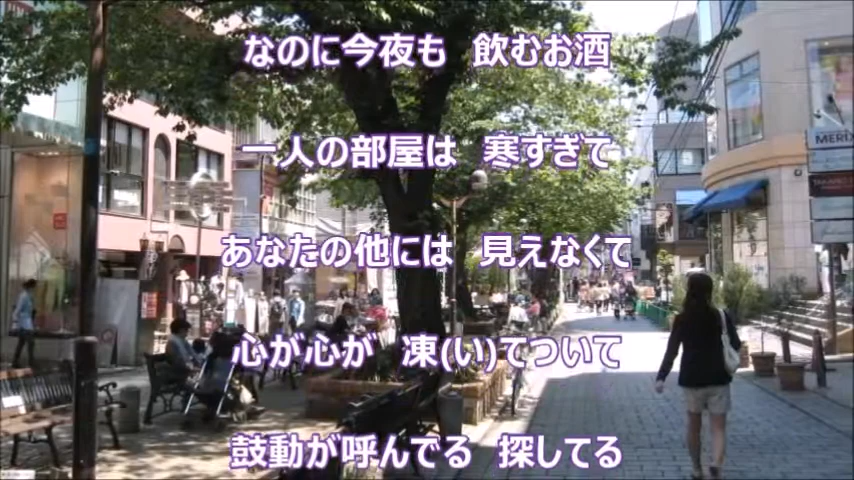 なのに今夜も　飲むお酒
一人の部屋は　寒すぎて
あなたの他には　見えなくて
心が心が　凍(い)てついて
鼓動が呼んでる　探してる
MERIX